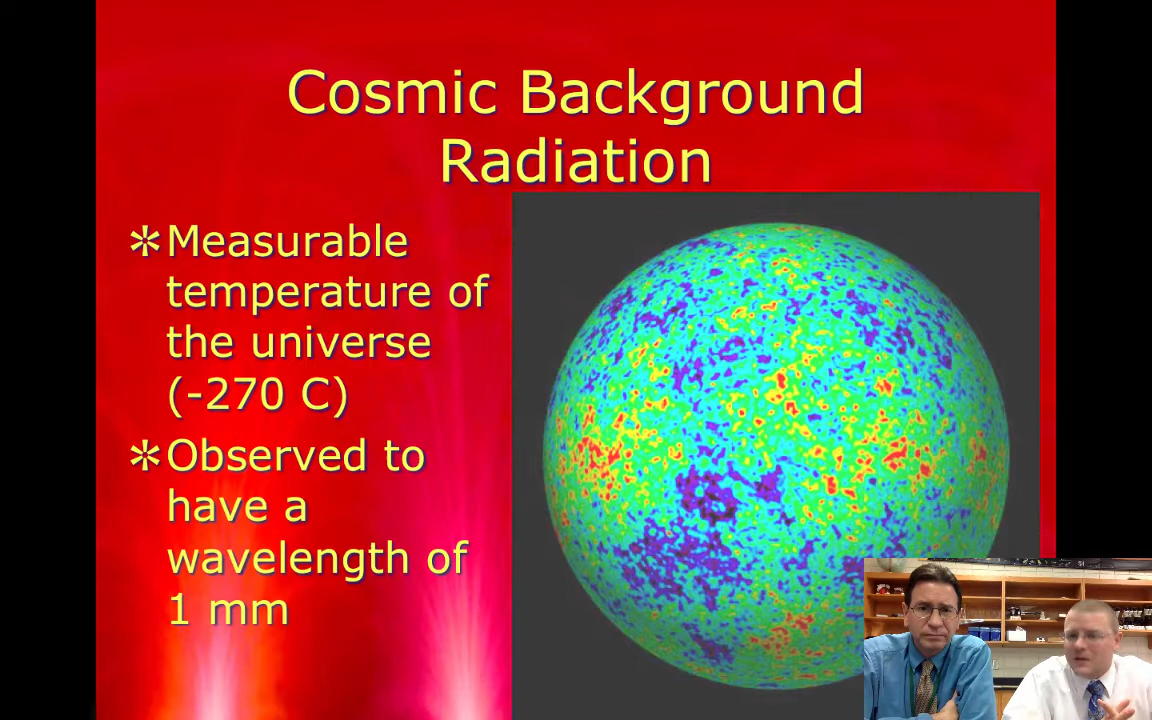 Cosmic Background
Radiation
✻Measurable
temperature of
the universe
(-270 C)
✻Observed to
have a
wavelength of
1 mm